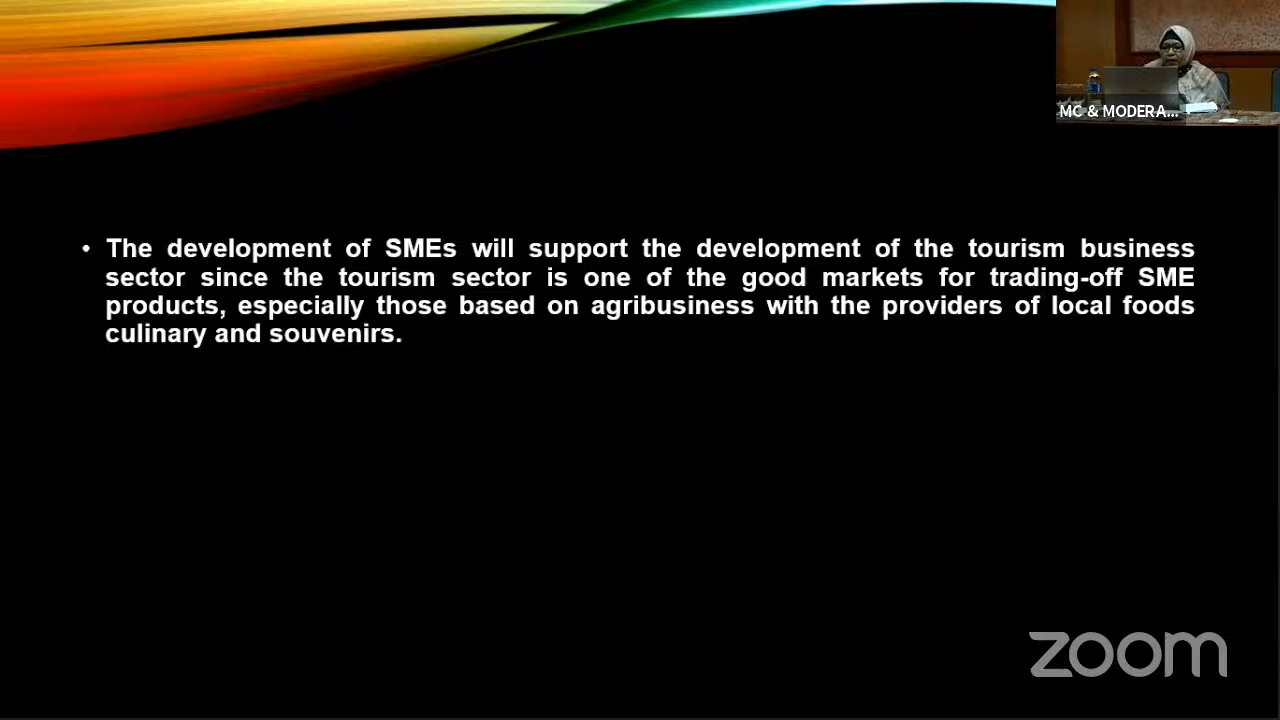 MC & MODERA...
• The development of SMEs will support the development of the tourism business
sector since the tourism sector is one of the good markets for trading-off SME
products, especially those based on agribusiness with the providers of local foods
culinary and souvenirs.
zoom